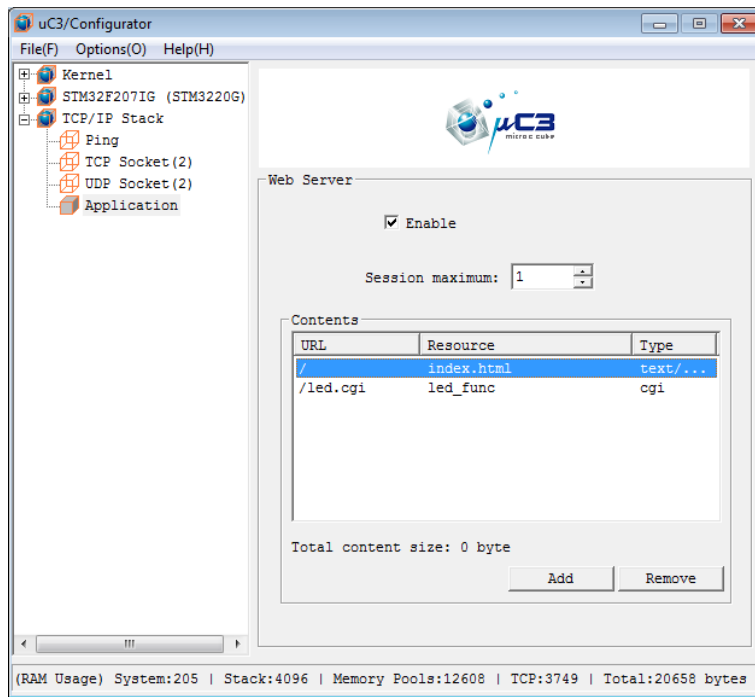 uC3/Configurator
File(F) Options(O) Help(H)
Kernel
STM32F207IG (STM3220G)
TCP/IP Stack
Ping
TCP Socket(2)
UDP Socket(2)
Application
μC3
micro c cube
Web Server
Enable
Session maximum: 1
Contents
URL Resource Type
/ index.html text/...
/led.cgi led_func cgi
Total content size: 0 byte
Add Remove
(RAM Usage) System:205 | Stack:4096 | Memory Pools:12608 | TCP:3749 | Total:20658 bytes